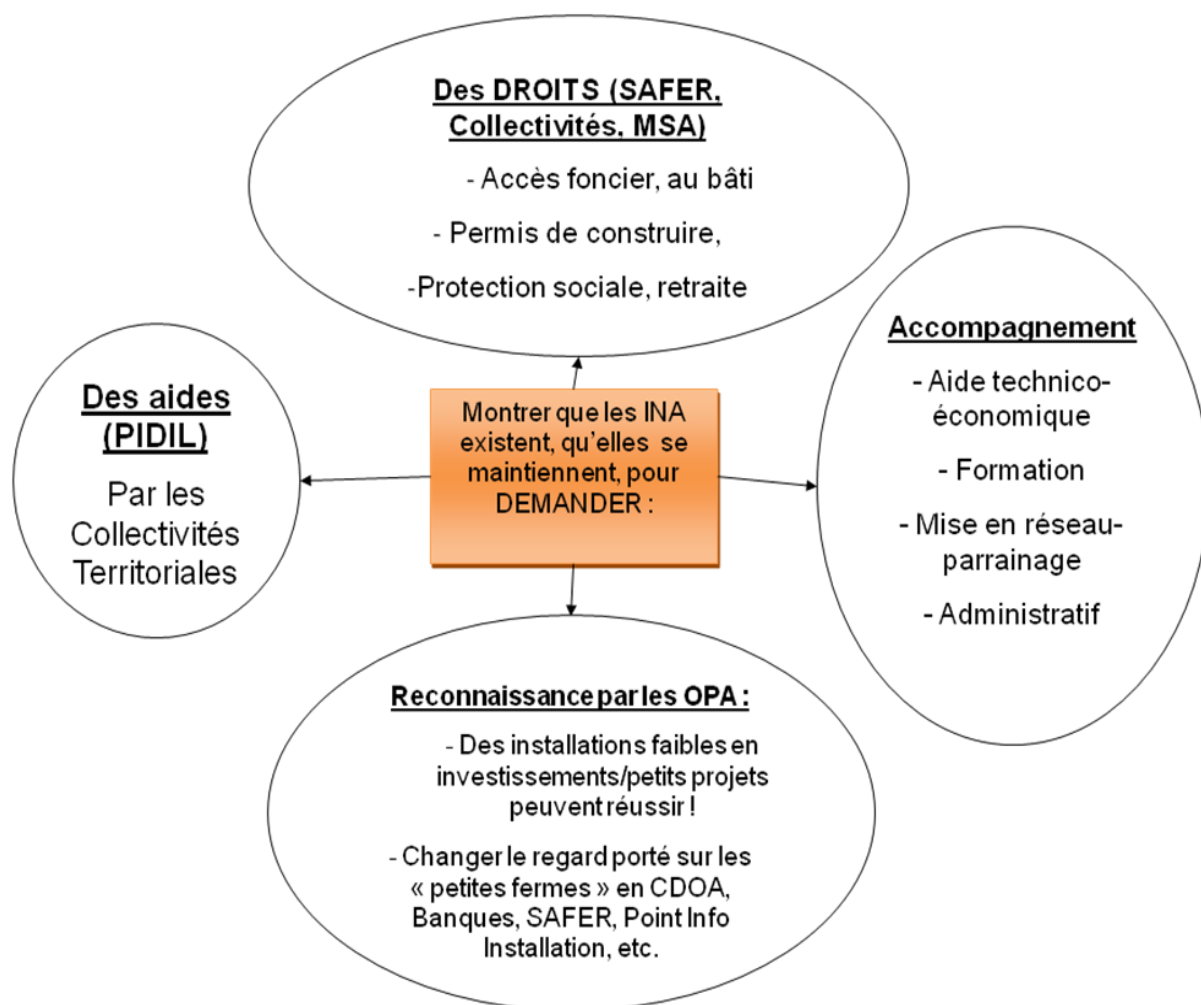 Des DROITS (SAFER,
Collectivités, MSA)
- Accès foncier, au bâti
- Permis de construire,
-Protection sociale, retraite
Accompagnement
- Aide technico-
économique
- Formation
- Mise en réseau-
parrainage
- Administratif
Des aides
(PIDIL)
Par les
Collectivités
Territoriales
Montrer que les INA
existent, qu'elles se
maintiennent, pour
DEMANDER :
Reconnaissance par les OPA :
- Des installations faibles en
investissements/petits projets
peuvent réussir !
- Changer le regard porté sur les
« petites fermes » en CDOA,
Banques, SAFER, Point Info
Installation, etc.